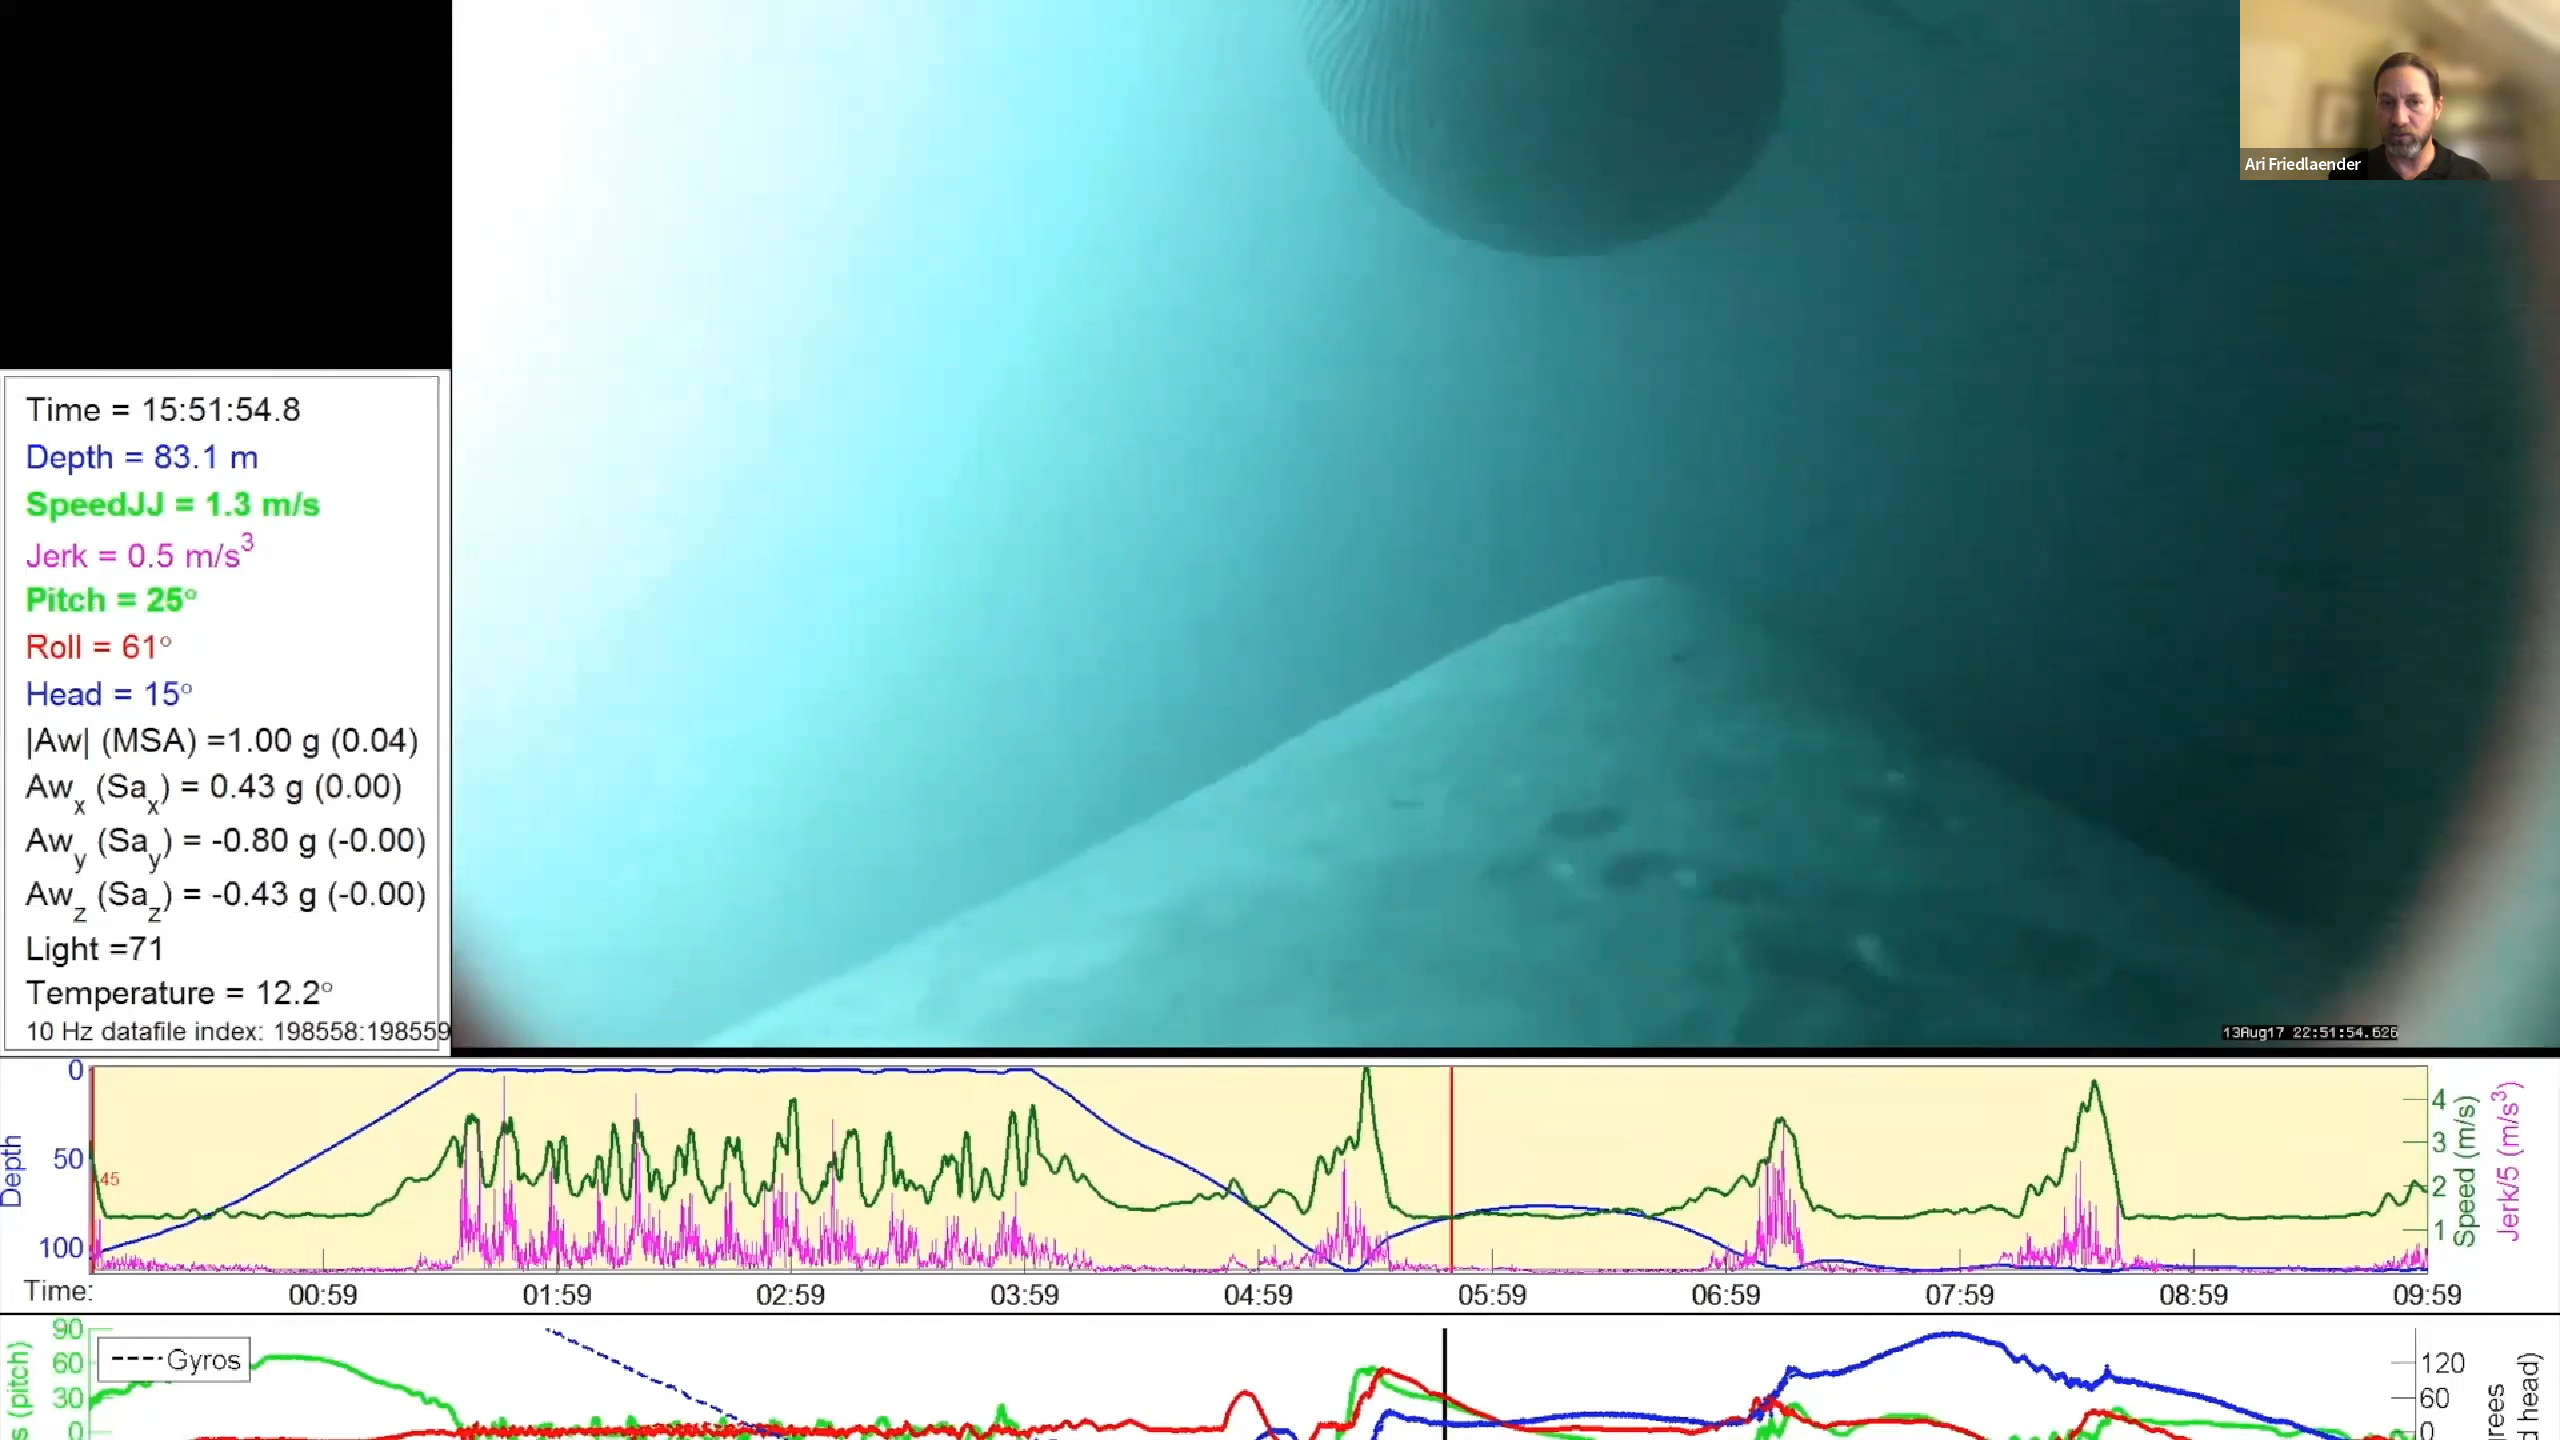 Ari Friedlaender
Time = 15:51:54.8
Depth = 83.1 m
SpeedJJ = 1.3 m/s
Jerk = 0.5 m/s3
Pitch = 25°
Roll = 61°
Head = 15°
|Aw| (MSA) =1.00 g (0.04)
Awx (Sax) = 0.43 g (0.00)
Awy (Say) = -0.80 g (-0.00)
Awz (Saz) = -0.43 g (-0.00)
Light =71
Temperature = 12.2°
10 Hz datafile index: 198558:198559
13Aug17 22:51:54.626
Depth
0
50
100
45
4
3
2
1
Speed (m/s)
Jerk/5 (m/s3)
Time:
00:59 01:59 02:59 03:59 04:59 05:59 06:59 07:59 08:59 09:59
s (pitch)
90
60
30
0
Gyros
120
60
0
grees
d head)